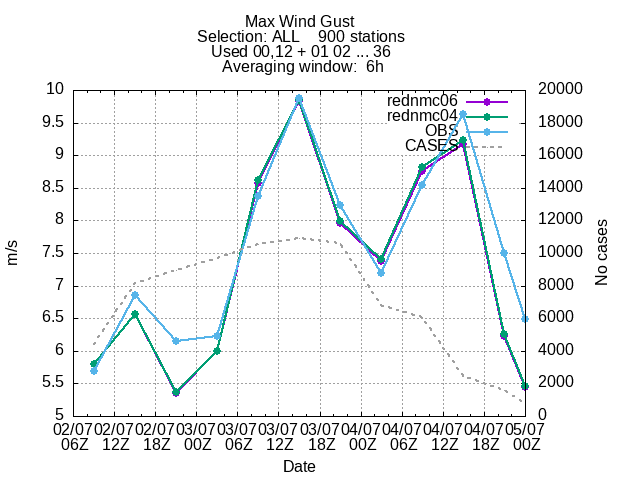 Max Wind Gust
Selection: ALL    900 stations
Used 00,12 + 01 02 ... 36
Averaging window:  6h
rednmc06
rednmc04
OBS
CASES
10
9.5
9
8.5
8
7.5
7
6.5
6
5.5
5
m/s
20000
18000
16000
14000
12000
10000
8000
6000
4000
2000
0
No cases
02/07 02/07 02/07 03/07 03/07 03/07 03/07 04/07 04/07 04/07 04/07 05/07
06Z 12Z 18Z 00Z 06Z 12Z 18Z 00Z 06Z 12Z 18Z 00Z
Date